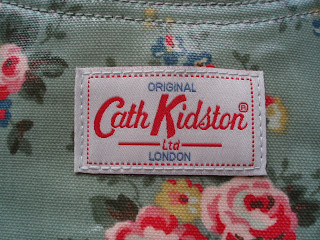 ORIGINAL
Cath Kidston®
Ltd
LONDON